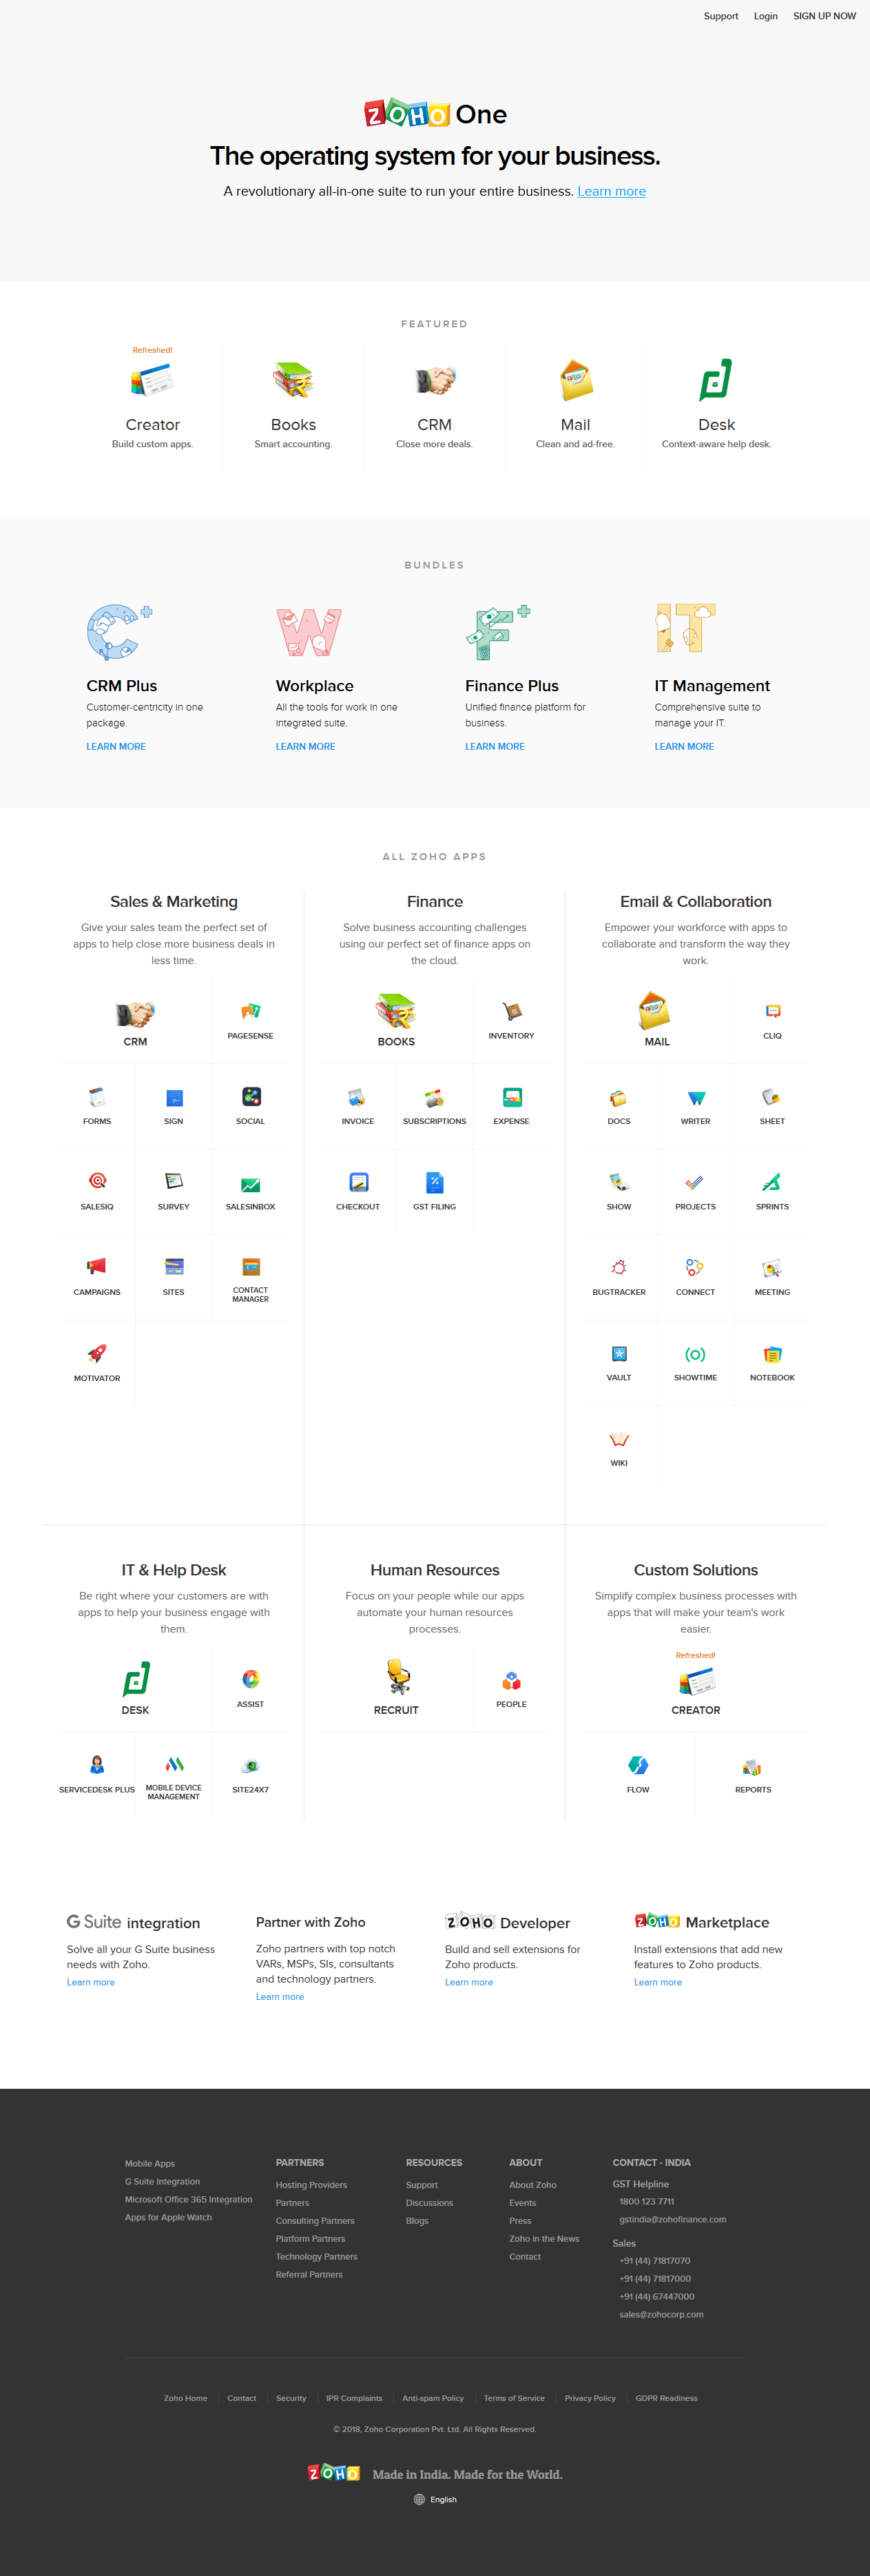 Support Login SIGN UP NOW
ZOHO One
The operating system for your business.
A revolutionary all-in-one suite to run your entire business. Learn more
FEATURED
Refreshed!
Creator
Build custom apps.
Books
Smart accounting.
CRM
Close more deals.
Mail
Clean and ad-free.
Desk
Context-aware help desk.
BUNDLES
CRM Plus
Customer-centricity in one
package.
LEARN MORE
Workplace
All the tools for work in one
integrated suite.
LEARN MORE
Finance Plus
Unified finance platform for
business.
LEARN MORE
IT Management
Comprehensive suite to
manage your IT.
LEARN MORE
ALL ZOHO APPS
Sales & Marketing
Give your sales team the perfect set of
apps to help close more business deals in
less time.
CRM
PAGESENSE
FORMS
SIGN
SOCIAL
SALESIQ
SURVEY
SALESINBOX
CAMPAIGNS
SITES
CONTACT
MANAGER
MOTIVATOR
Finance
Solve business accounting challenges
using our perfect set of finance apps on
the cloud.
BOOKS
INVENTORY
INVOICE
SUBSCRIPTIONS
EXPENSE
CHECKOUT
GST FILING
Email & Collaboration
Empower your workforce with apps to
collaborate and transform the way they
work.
MAIL
CLIQ
DOCS
WRITER
SHEET
SHOW
PROJECTS
SPRINTS
BUGTRACKER
CONNECT
MEETING
VAULT
SHOWTIME
NOTEBOOK
WIKI
IT & Help Desk
Be right where your customers are with
apps to help your business engage with
them.
DESK
ASSIST
SERVICEDESK PLUS
MOBILE DEVICE
MANAGEMENT
SITE24X7
Human Resources
Focus on your people while our apps
automate your human resources
processes.
RECRUIT
PEOPLE
Custom Solutions
Simplify complex business processes with
apps that will make your team's work
easier.
Refreshed!
CREATOR
FLOW
REPORTS
G Suite integration
Solve all your G Suite business
needs with Zoho.
Learn more
Partner with Zoho
Zoho partners with top notch
VARs, MSPs, SIs, consultants
and technology partners.
Learn more
ZOHO Developer
Build and sell extensions for
Zoho products.
Learn more
ZOHO Marketplace
Install extensions that add new
features to Zoho products.
Learn more
Mobile Apps
G Suite Integration
Microsoft Office 365 Integration
Apps for Apple Watch
PARTNERS
Hosting Providers
Partners
Consulting Partners
Platform Partners
Technology Partners
Referral Partners
RESOURCES
Support
Discussions
Blogs
ABOUT
About Zoho
Events
Press
Zoho in the News
Contact
CONTACT - INDIA
GST Helpline
1800 123 7711
gstindia@zohofinance.com
Sales
+91 (44) 71817070
+91 (44) 71817000
+91 (44) 67447000
sales@zohocorp.com
Zoho Home Contact Security IPR Complaints Anti-spam Policy Terms of Service Privacy Policy GDPR Readiness
© 2018, Zoho Corporation Pvt. Ltd. All Rights Reserved.
ZOHO Made in India. Made for the World.
English